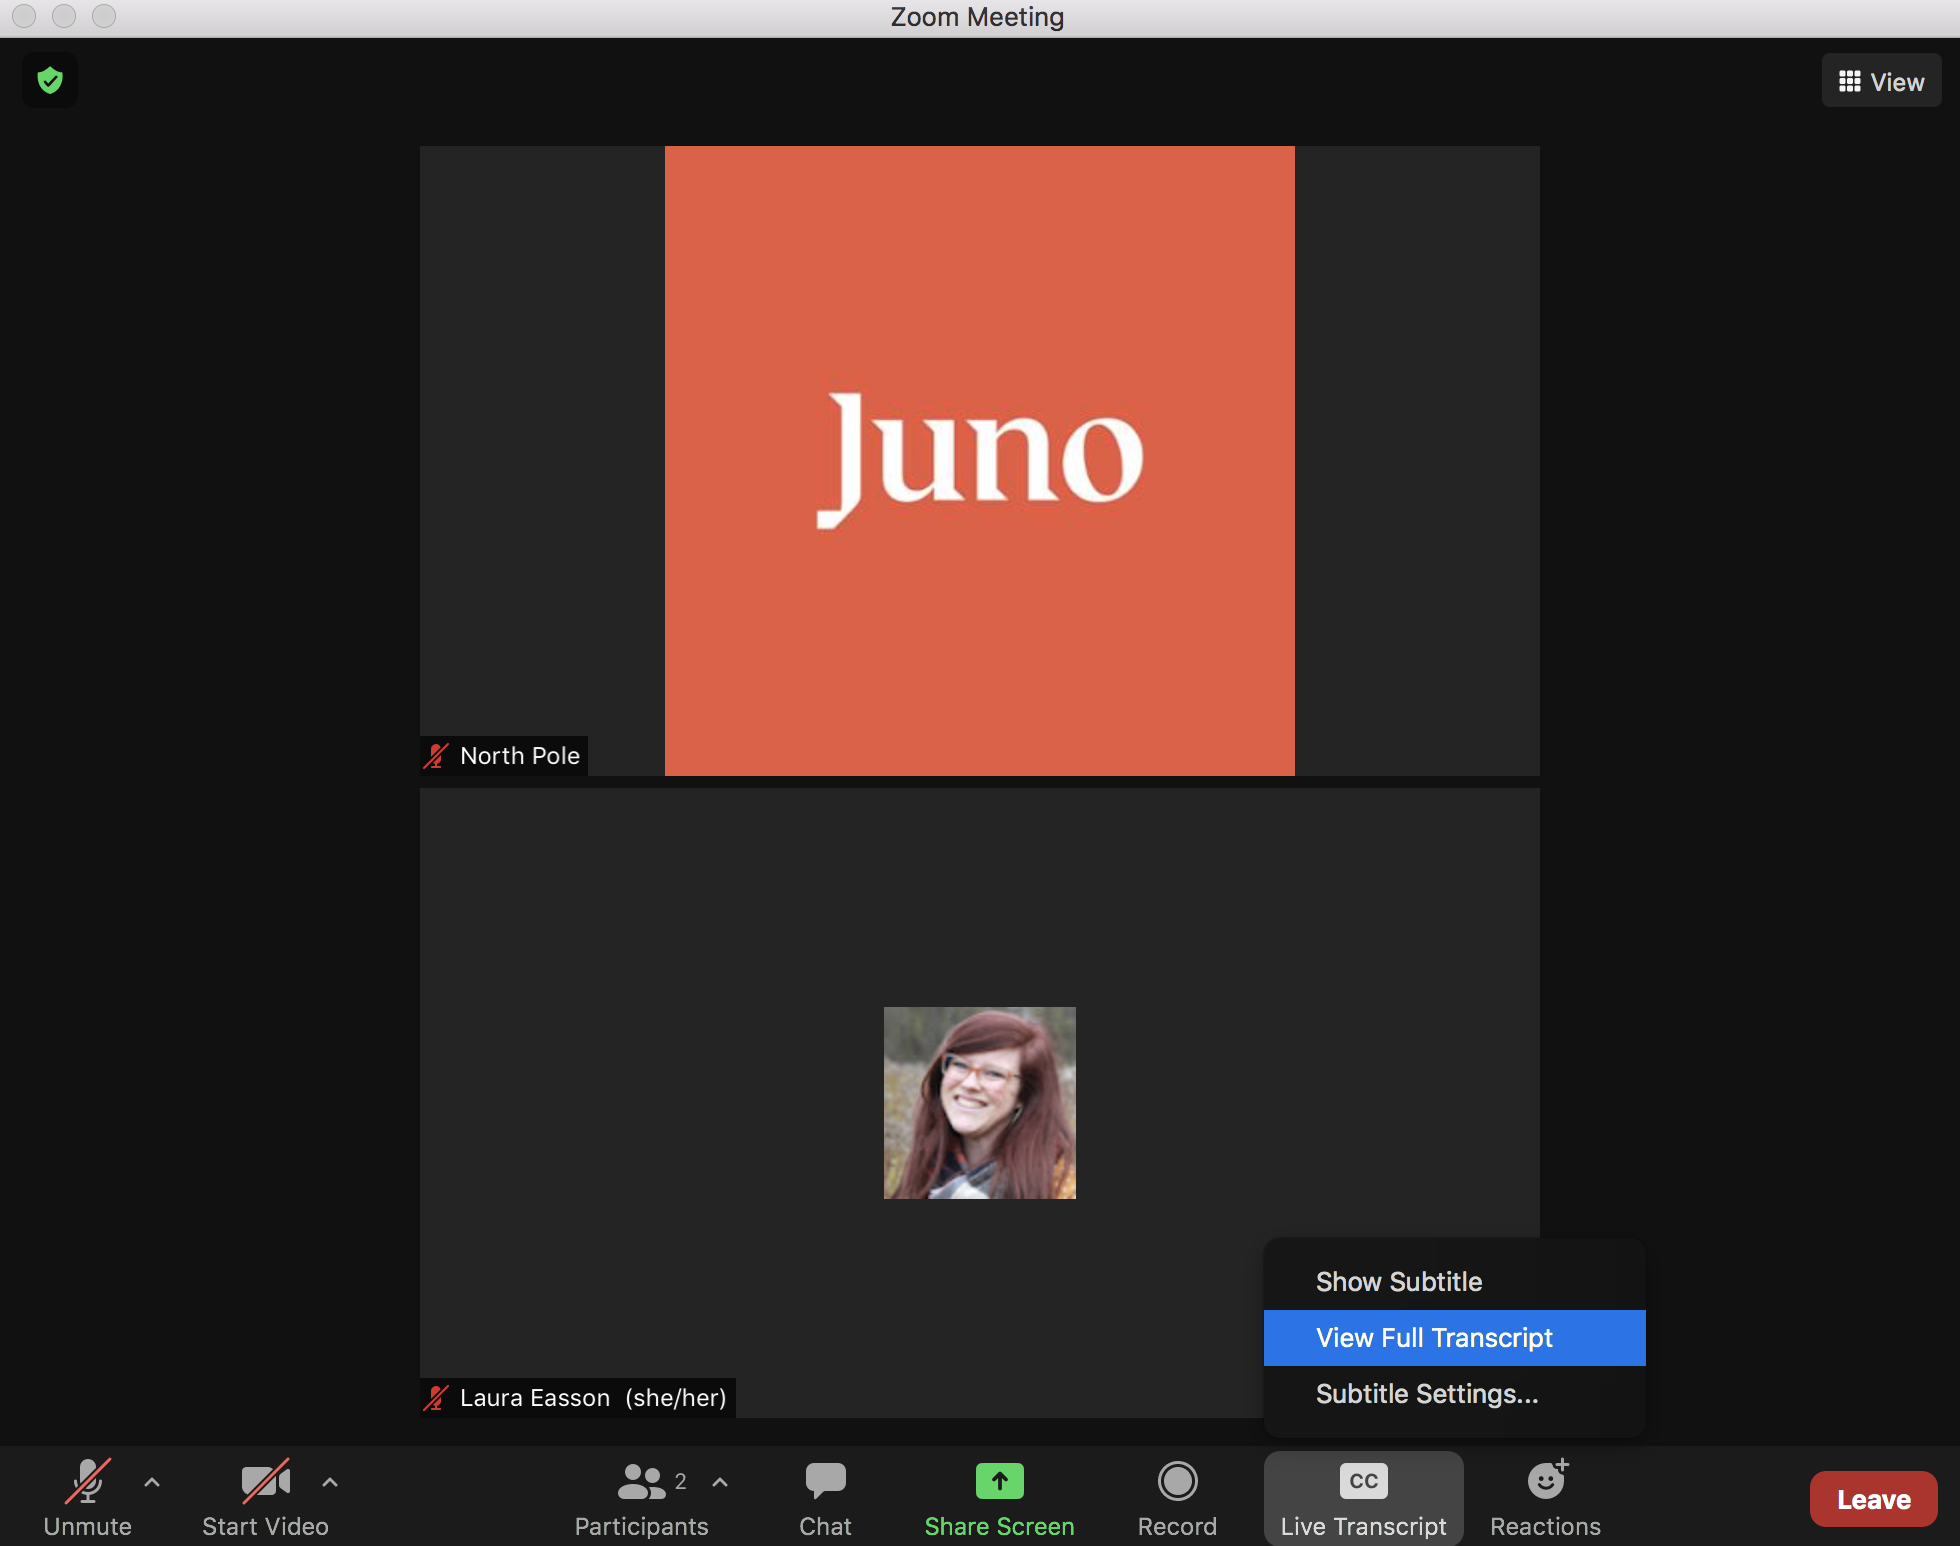 Zoom Meeting
View
Juno
North Pole
Laura Easson (she/her)
Show Subtitle
View Full Transcript
Subtitle Settings...
2
CC
Unmute
Start Video
Participants
Chat
Share Screen
Record
Live Transcript
Reactions
Leave